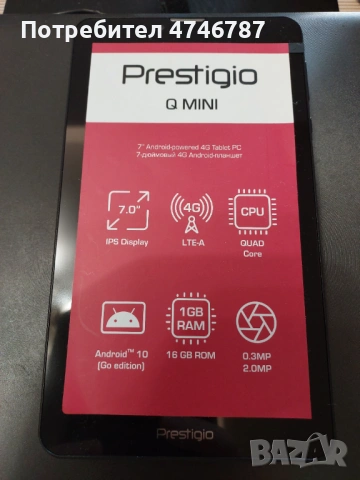 Потребител 4746787
Prestigio
Q MINI
7" Android-powered 4G Tablet PC
7-дюймовый 4G Android-планшет
7.0"
4G
CPU
IPS Display
LTE-A
QUAD
Core
1GB
RAM
Android™ 10
(Go edition)
16 GB ROM
0.3MP
2.0MP
Prestigio
BAZAR